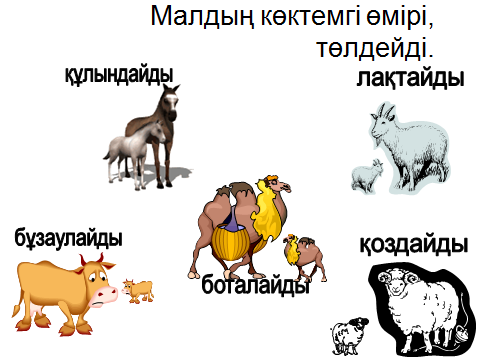 Малдың көктемгі өмірі,
төлдейді.
құлындайды
лақтайды
бұзаулайды
боталайды
қоздайды